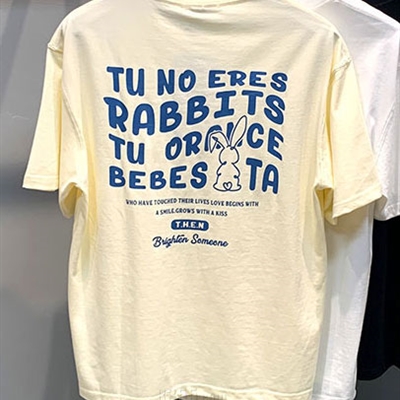 TU NO ERES
RABBITS
TU OR CE
BEBES TA
WHO HAVE TOUCHED THEIR LIVES LOVE BEGINS WITH
A SMILE.GROWS WITH A KISS
T.H.E.N
Brighten Someone